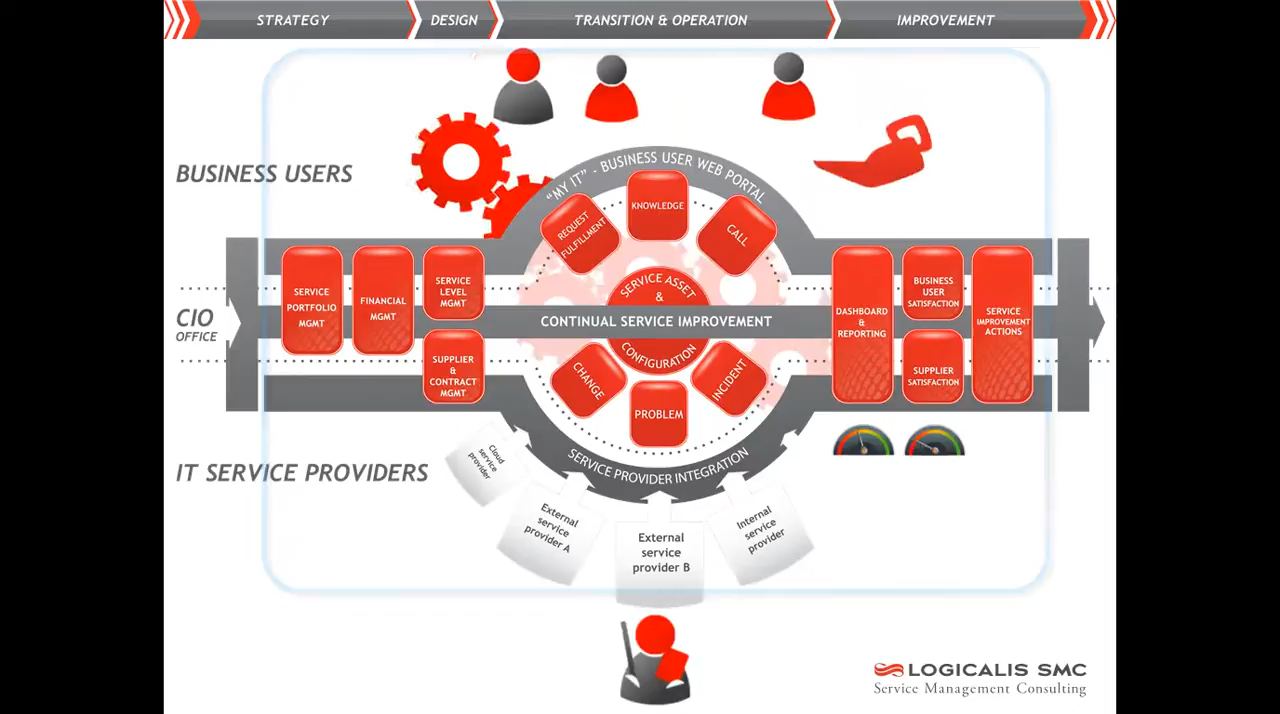 STRATEGY
DESIGN
TRANSITION & OPERATION
IMPROVEMENT
BUSINESS USERS
"MY IT" - BUSINESS USER WEB PORTAL
REQUEST
FULFILLMENT
KNOWLEDGE
CALL
CIO
OFFICE
SERVICE
PORTFOLIO
MGMT
FINANCIAL
MGMT
SERVICE
LEVEL
MGMT
SUPPLIER
&
CONTRACT
MGMT
SERVICE ASSET
&
CONTINUAL SERVICE IMPROVEMENT
CONFIGURATION
CHANGE
PROBLEM
INCIDENT
DASHBOARD
&
REPORTING
BUSINESS
USER
SATISFACTION
SUPPLIER
SATISFACTION
SERVICE
IMPROVEMENT
ACTIONS
IT SERVICE PROVIDERS
SERVICE PROVIDER INTEGRATION
Cloud
service
provider
External
service
provider A
External
service
provider B
Internal
service
provider
LOGICALIS SMC
Service Management Consulting